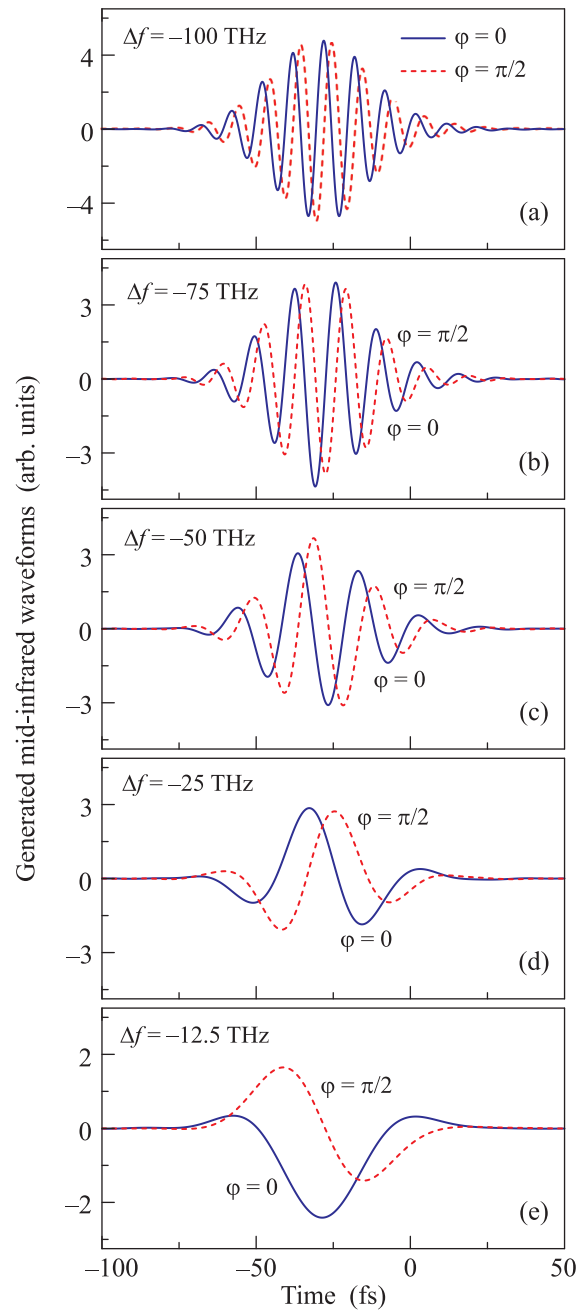 Generated mid-infrared waveforms (arb. units)
Δf = –100 THz
φ = 0
φ = π/2
4
0
–4
(a)
Δf = –75 THz
φ = π/2
3
0
–3
φ = 0
(b)
Δf = –50 THz
φ = π/2
3
0
–3
φ = 0
(c)
Δf = –25 THz
φ = π/2
3
0
–3
φ = 0
(d)
Δf = –12.5 THz
φ = π/2
2
0
–2
φ = 0
(e)
–100 –50 0 50
Time (fs)